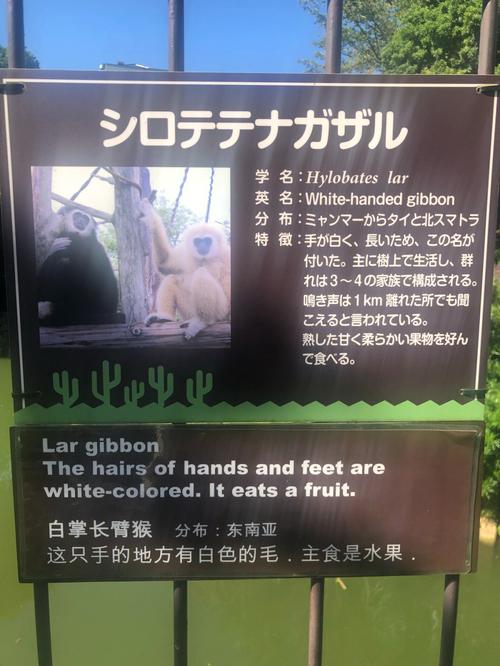 シロテテナガザル
学 名：Hylobates lar
英 名：White-handed gibbon
分 布：ミャンマーからタイと北スマトラ
特 徴：手が白く、長いため、この名が
付いた。主に樹上で生活し、群
れは３～４の家族で構成される。
鳴き声は１km 離れた所でも聞
こえると言われている。
熟した甘く柔らかい果物を好ん
で食べる。
Lar gibbon
The hairs of hands and feet are
white-colored. It eats a fruit.
白掌长臂猴 分布：东南亚
这只手的地方有白色的毛．主食是水果．